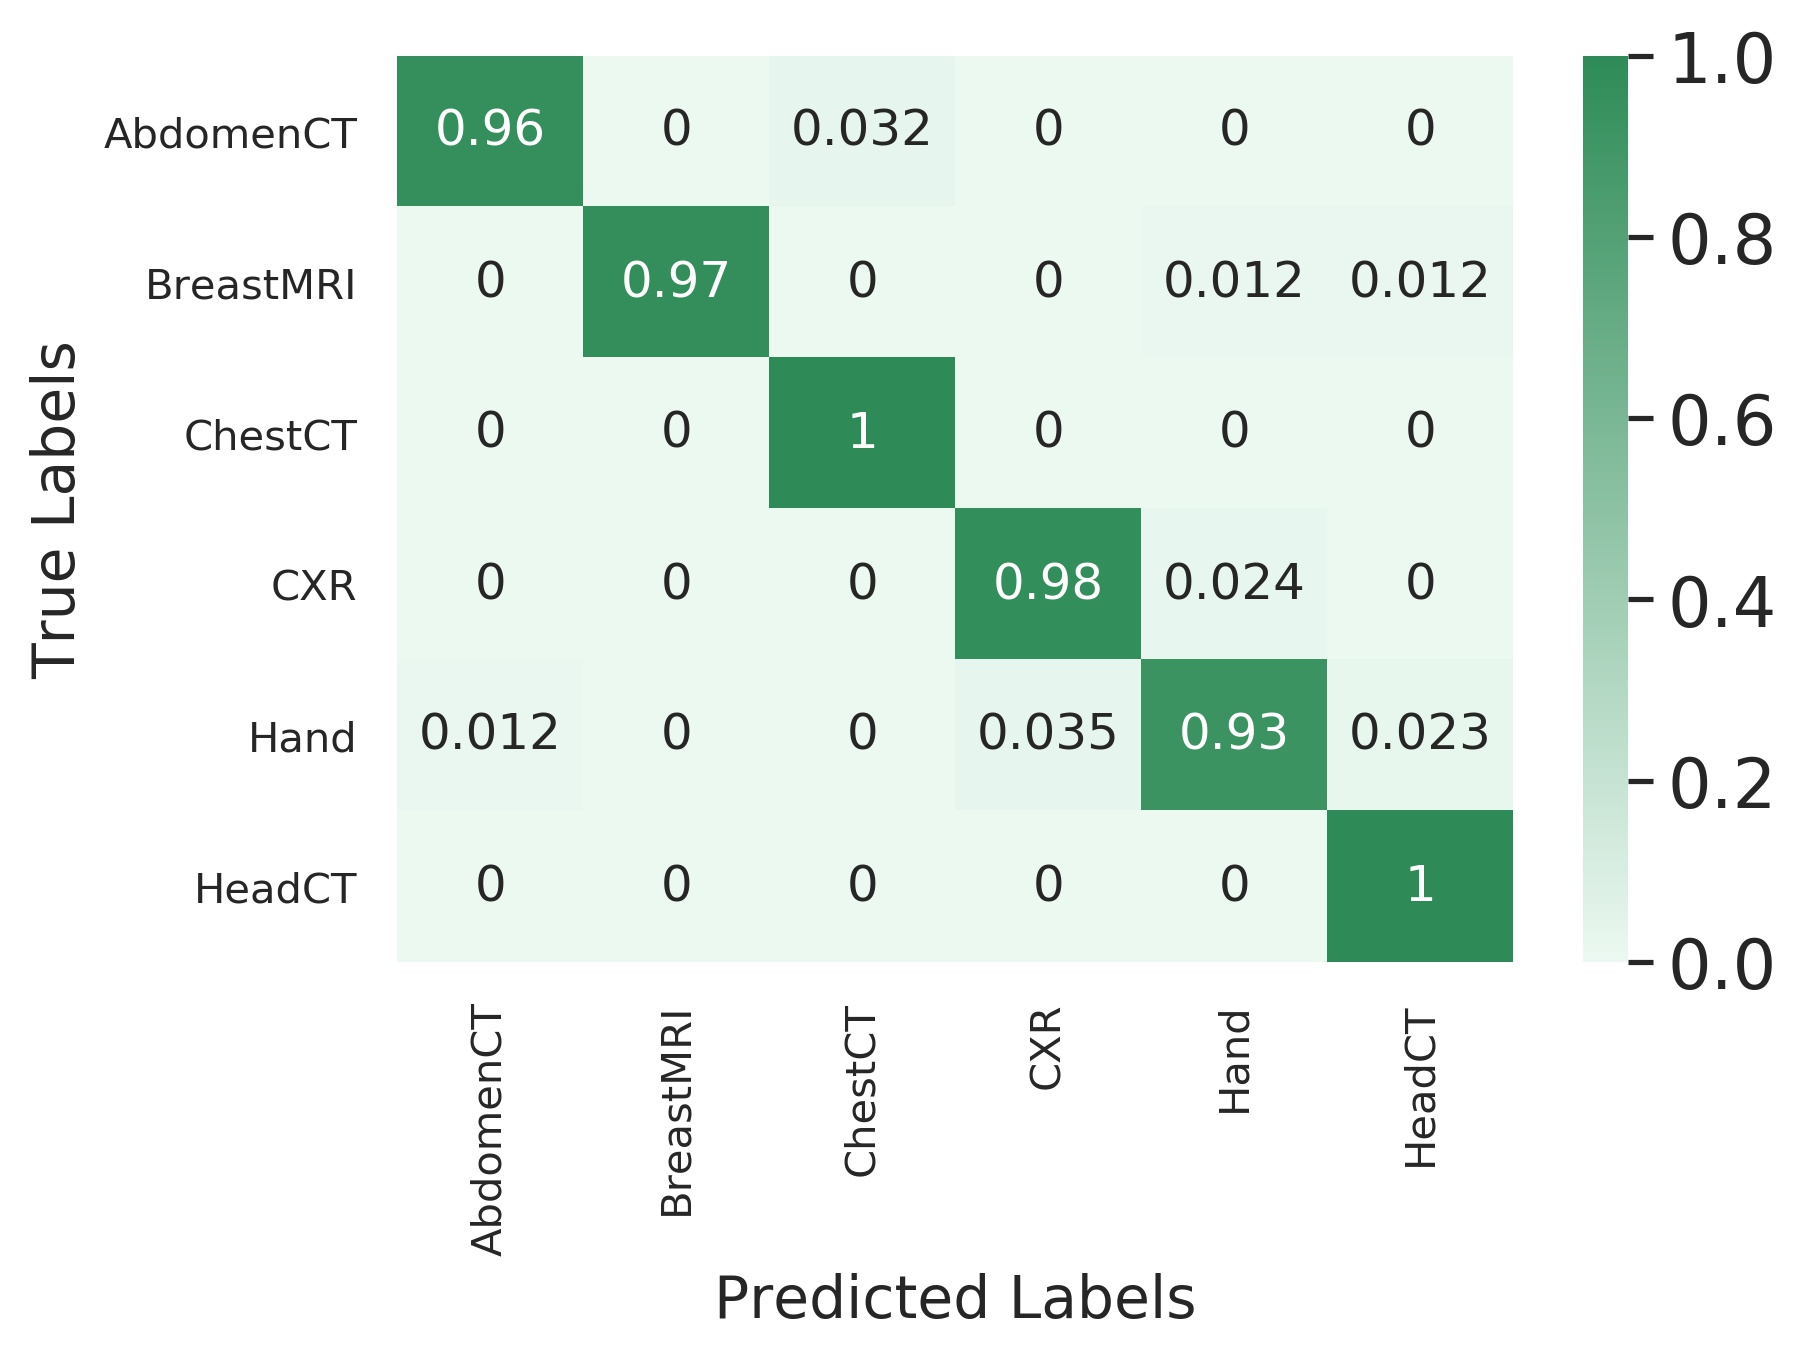 AbdomenCT 0.96 0 0.032 0 0 0
BreastMRI 0 0.97 0 0 0.012 0.012
ChestCT 0 0 1 0 0 0
CXR 0 0 0 0.98 0.024 0
Hand 0.012 0 0 0.035 0.93 0.023
HeadCT 0 0 0 0 0 1
True Labels
AbdomenCT
BreastMRI
ChestCT
CXR
Hand
HeadCT
Predicted Labels
1.0
0.8
0.6
0.4
0.2
0.0